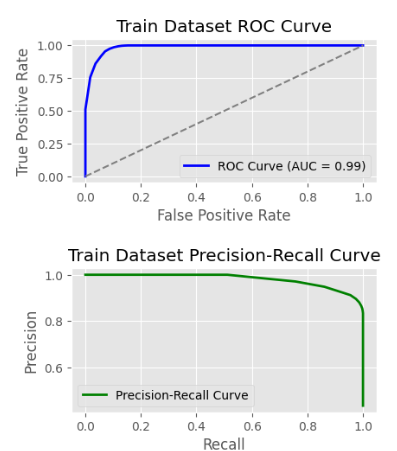 Train Dataset ROC Curve
1.00
0.75
0.50
0.25
0.00
True Positive Rate
ROC Curve (AUC = 0.99)
0.0 0.2 0.4 0.6 0.8 1.0
False Positive Rate
Train Dataset Precision-Recall Curve
1.0
0.8
0.6
Precision
Precision-Recall Curve
0.0 0.2 0.4 0.6 0.8 1.0
Recall